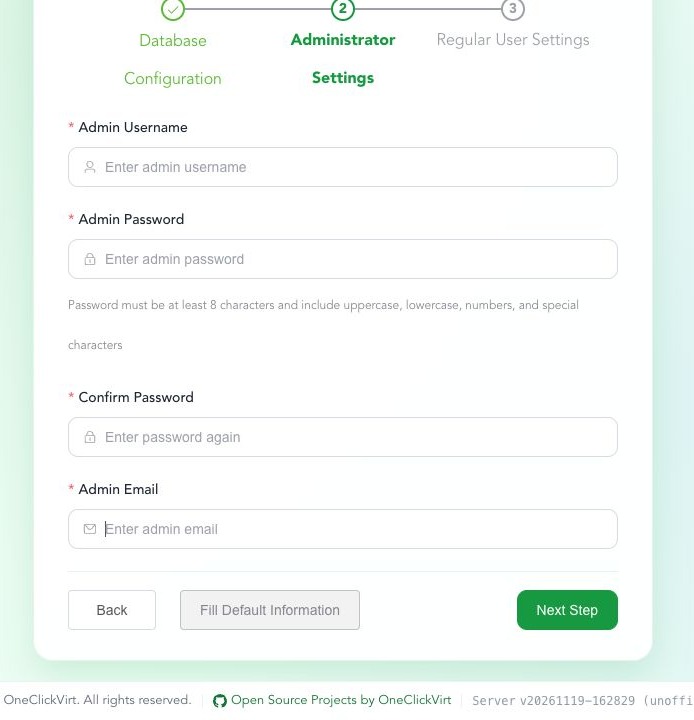 2 3
Database Administrator Regular User Settings
Configuration Settings
* Admin Username
Enter admin username
* Admin Password
Enter admin password
Password must be at least 8 characters and include uppercase, lowercase, numbers, and special
characters
* Confirm Password
Enter password again
* Admin Email
Enter admin email
Back Fill Default Information Next Step
OneClickVirt. All rights reserved. Open Source Projects by OneClickVirt Server v20261119-162829 (unoffi